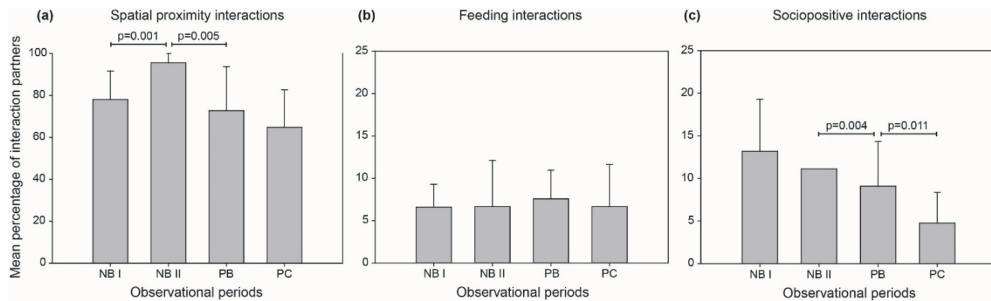 (a) Spatial proximity interactions
(b) Feeding interactions
(c) Sociopositive interactions
Mean percentage of interaction partners
100
80
60
40
20
0
p=0.001
p=0.005
NB I
NB II
PB
PC
Observational periods
25
20
15
10
5
0
NB I
NB II
PB
PC
Observational periods
25
20
15
10
5
0
p=0.004
p=0.011
NB I
NB II
PB
PC
Observational periods